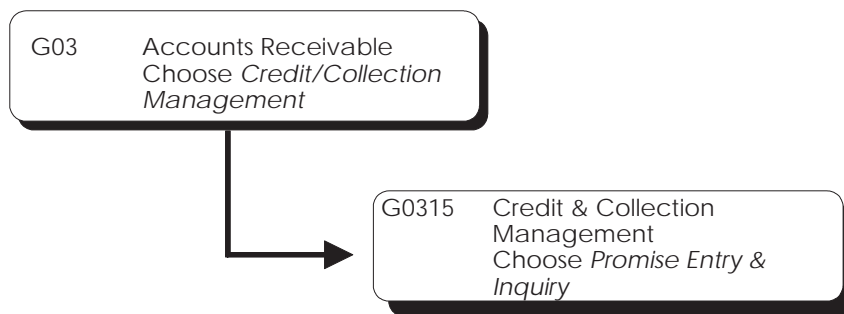 G03 Accounts Receivable
Choose Credit/Collection
Management
G0315 Credit & Collection
Management
Choose Promise Entry &
Inquiry